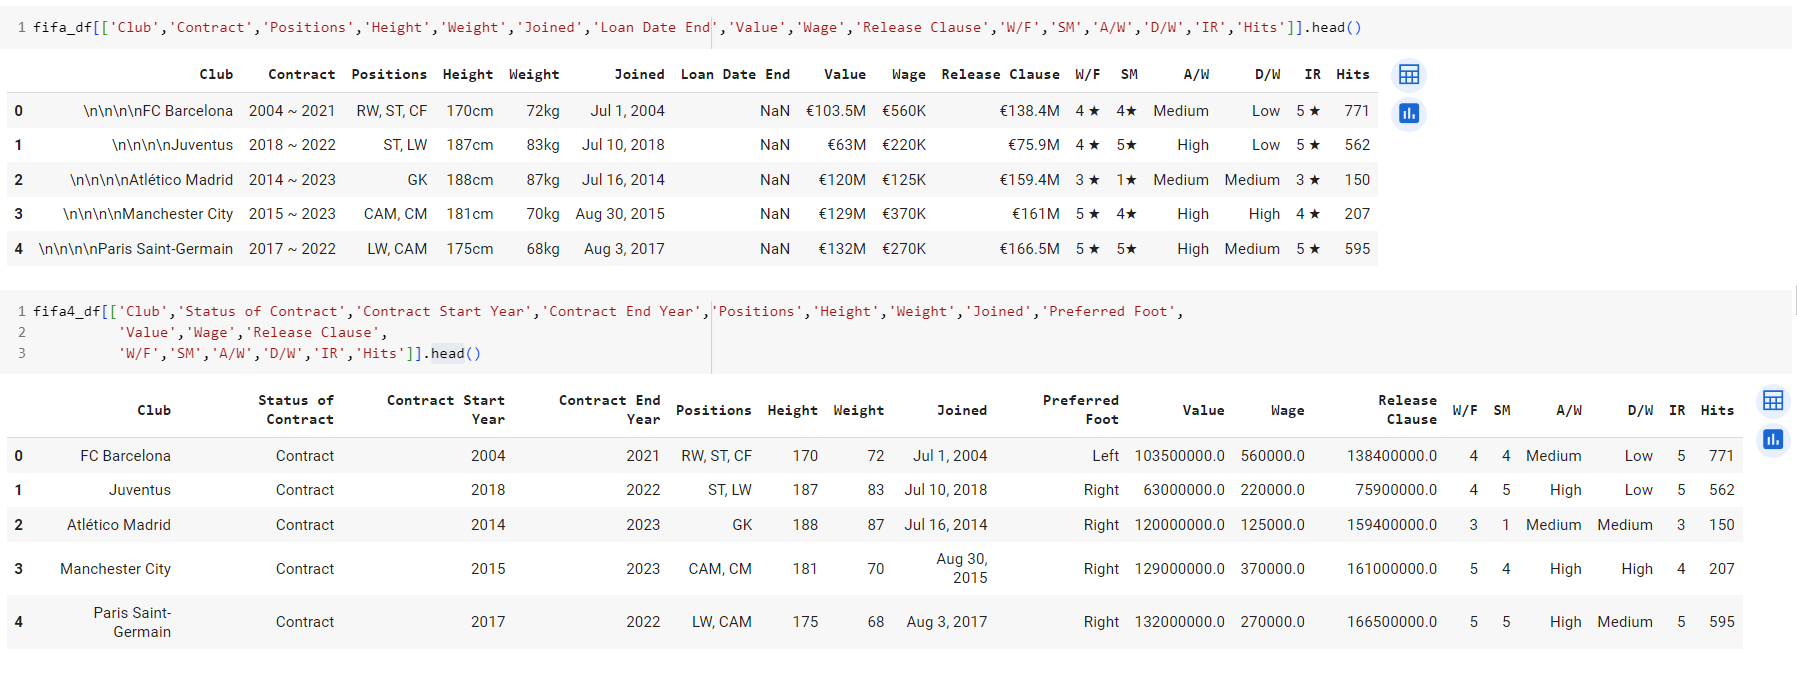 1 fifa_df[['Club','Contract','Positions','Height','Weight','Joined','Loan Date End','Value','Wage','Release Clause','W/F','SM','A/W','D/W','IR','Hits']].head()
Club Contract Positions Height Weight Joined Loan Date End Value Wage Release Clause W/F SM A/W D/W IR Hits
0 \n\n\n\nFC Barcelona 2004 ~ 2021 RW, ST, CF 170cm 72kg Jul 1, 2004 NaN €103.5M €560K €138.4M 4 ★ 4★ Medium Low 5 ★ 771
1 \n\n\n\nJuventus 2018 ~ 2022 ST, LW 187cm 83kg Jul 10, 2018 NaN €63M €220K €75.9M 4 ★ 5★ High Low 5 ★ 562
2 \n\n\n\nAtlético Madrid 2014 ~ 2023 GK 188cm 87kg Jul 16, 2014 NaN €120M €125K €159.4M 3 ★ 1★ Medium Medium 3 ★ 150
3 \n\n\n\nManchester City 2015 ~ 2023 CAM, CM 181cm 70kg Aug 30, 2015 NaN €129M €370K €161M 5 ★ 4★ High High 4 ★ 207
4 \n\n\n\nParis Saint-Germain 2017 ~ 2022 LW, CAM 175cm 68kg Aug 3, 2017 NaN €132M €270K €166.5M 5 ★ 5★ High Medium 5 ★ 595
1 fifa4_df[['Club','Status of Contract','Contract Start Year','Contract End Year','Positions','Height','Weight','Joined','Preferred Foot',
2 'Value','Wage','Release Clause',
3 'W/F','SM','A/W','D/W','IR','Hits']].head()
Status of Contract Start Contract End Preferred Release
Club Positions Height Weight Joined Value Wage W/F SM A/W D/W IR Hits
Contract Year Year Foot Clause
0 FC Barcelona Contract 2004 2021 RW, ST, CF 170 72 Jul 1, 2004 Left 103500000.0 560000.0 138400000.0 4 4 Medium Low 5 771
1 Juventus Contract 2018 2022 ST, LW 187 83 Jul 10, 2018 Right 63000000.0 220000.0 75900000.0 4 5 High Low 5 562
2 Atlético Madrid Contract 2014 2023 GK 188 87 Jul 16, 2014 Right 120000000.0 125000.0 159400000.0 3 1 Medium Medium 3 150
Aug 30,
3 Manchester City Contract 2015 2023 CAM, CM 181 70 Right 129000000.0 370000.0 161000000.0 5 4 High High 4 207
2015
Paris Saint-
4 Contract 2017 2022 LW, CAM 175 68 Aug 3, 2017 Right 132000000.0 270000.0 166500000.0 5 5 High Medium 5 595
Germain